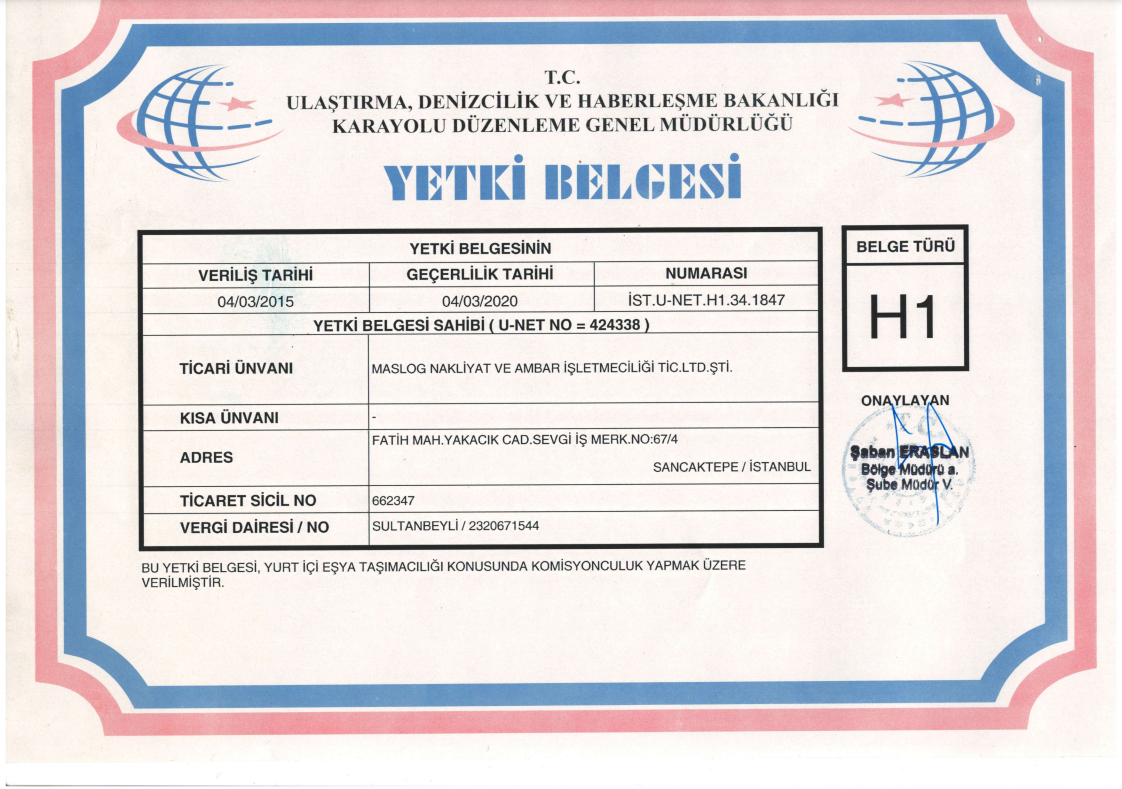 T.C.
ULAŞTIRMA, DENİZCİLİK VE HABERLEŞME BAKANLIĞI
KARAYOLU DÜZENLEME GENEL MÜDÜRLÜĞÜ
YETKİ BELGESİ
YETKİ BELGESİNİN
VERİLİŞ TARİHİ GEÇERLİLİK TARİHİ NUMARASI
04/03/2015 04/03/2020 İST.U-NET.H1.34.1847
YETKİ BELGESİ SAHİBİ ( U-NET NO = 424338 )
TİCARİ ÜNVANI MASLOG NAKLİYAT VE AMBAR İŞLETMECİLİĞİ TİC.LTD.ŞTİ.
KISA ÜNVANI -
ADRES FATİH MAH.YAKACIK CAD.SEVGİ İŞ MERK.NO:67/4
SANCAKTEPE / İSTANBUL
TİCARET SİCİL NO 662347
VERGİ DAİRESİ / NO SULTANBEYLİ / 2320671544
BELGE TÜRÜ
H1
ONAYLAYAN
Şaban ERASLAN
Bölge Müdürü a.
Şube Müdür V.
BU YETKİ BELGESİ, YURT İÇİ EŞYA TAŞIMACILIĞI KONUSUNDA KOMİSYONCULUK YAPMAK ÜZERE
VERİLMİŞTİR.